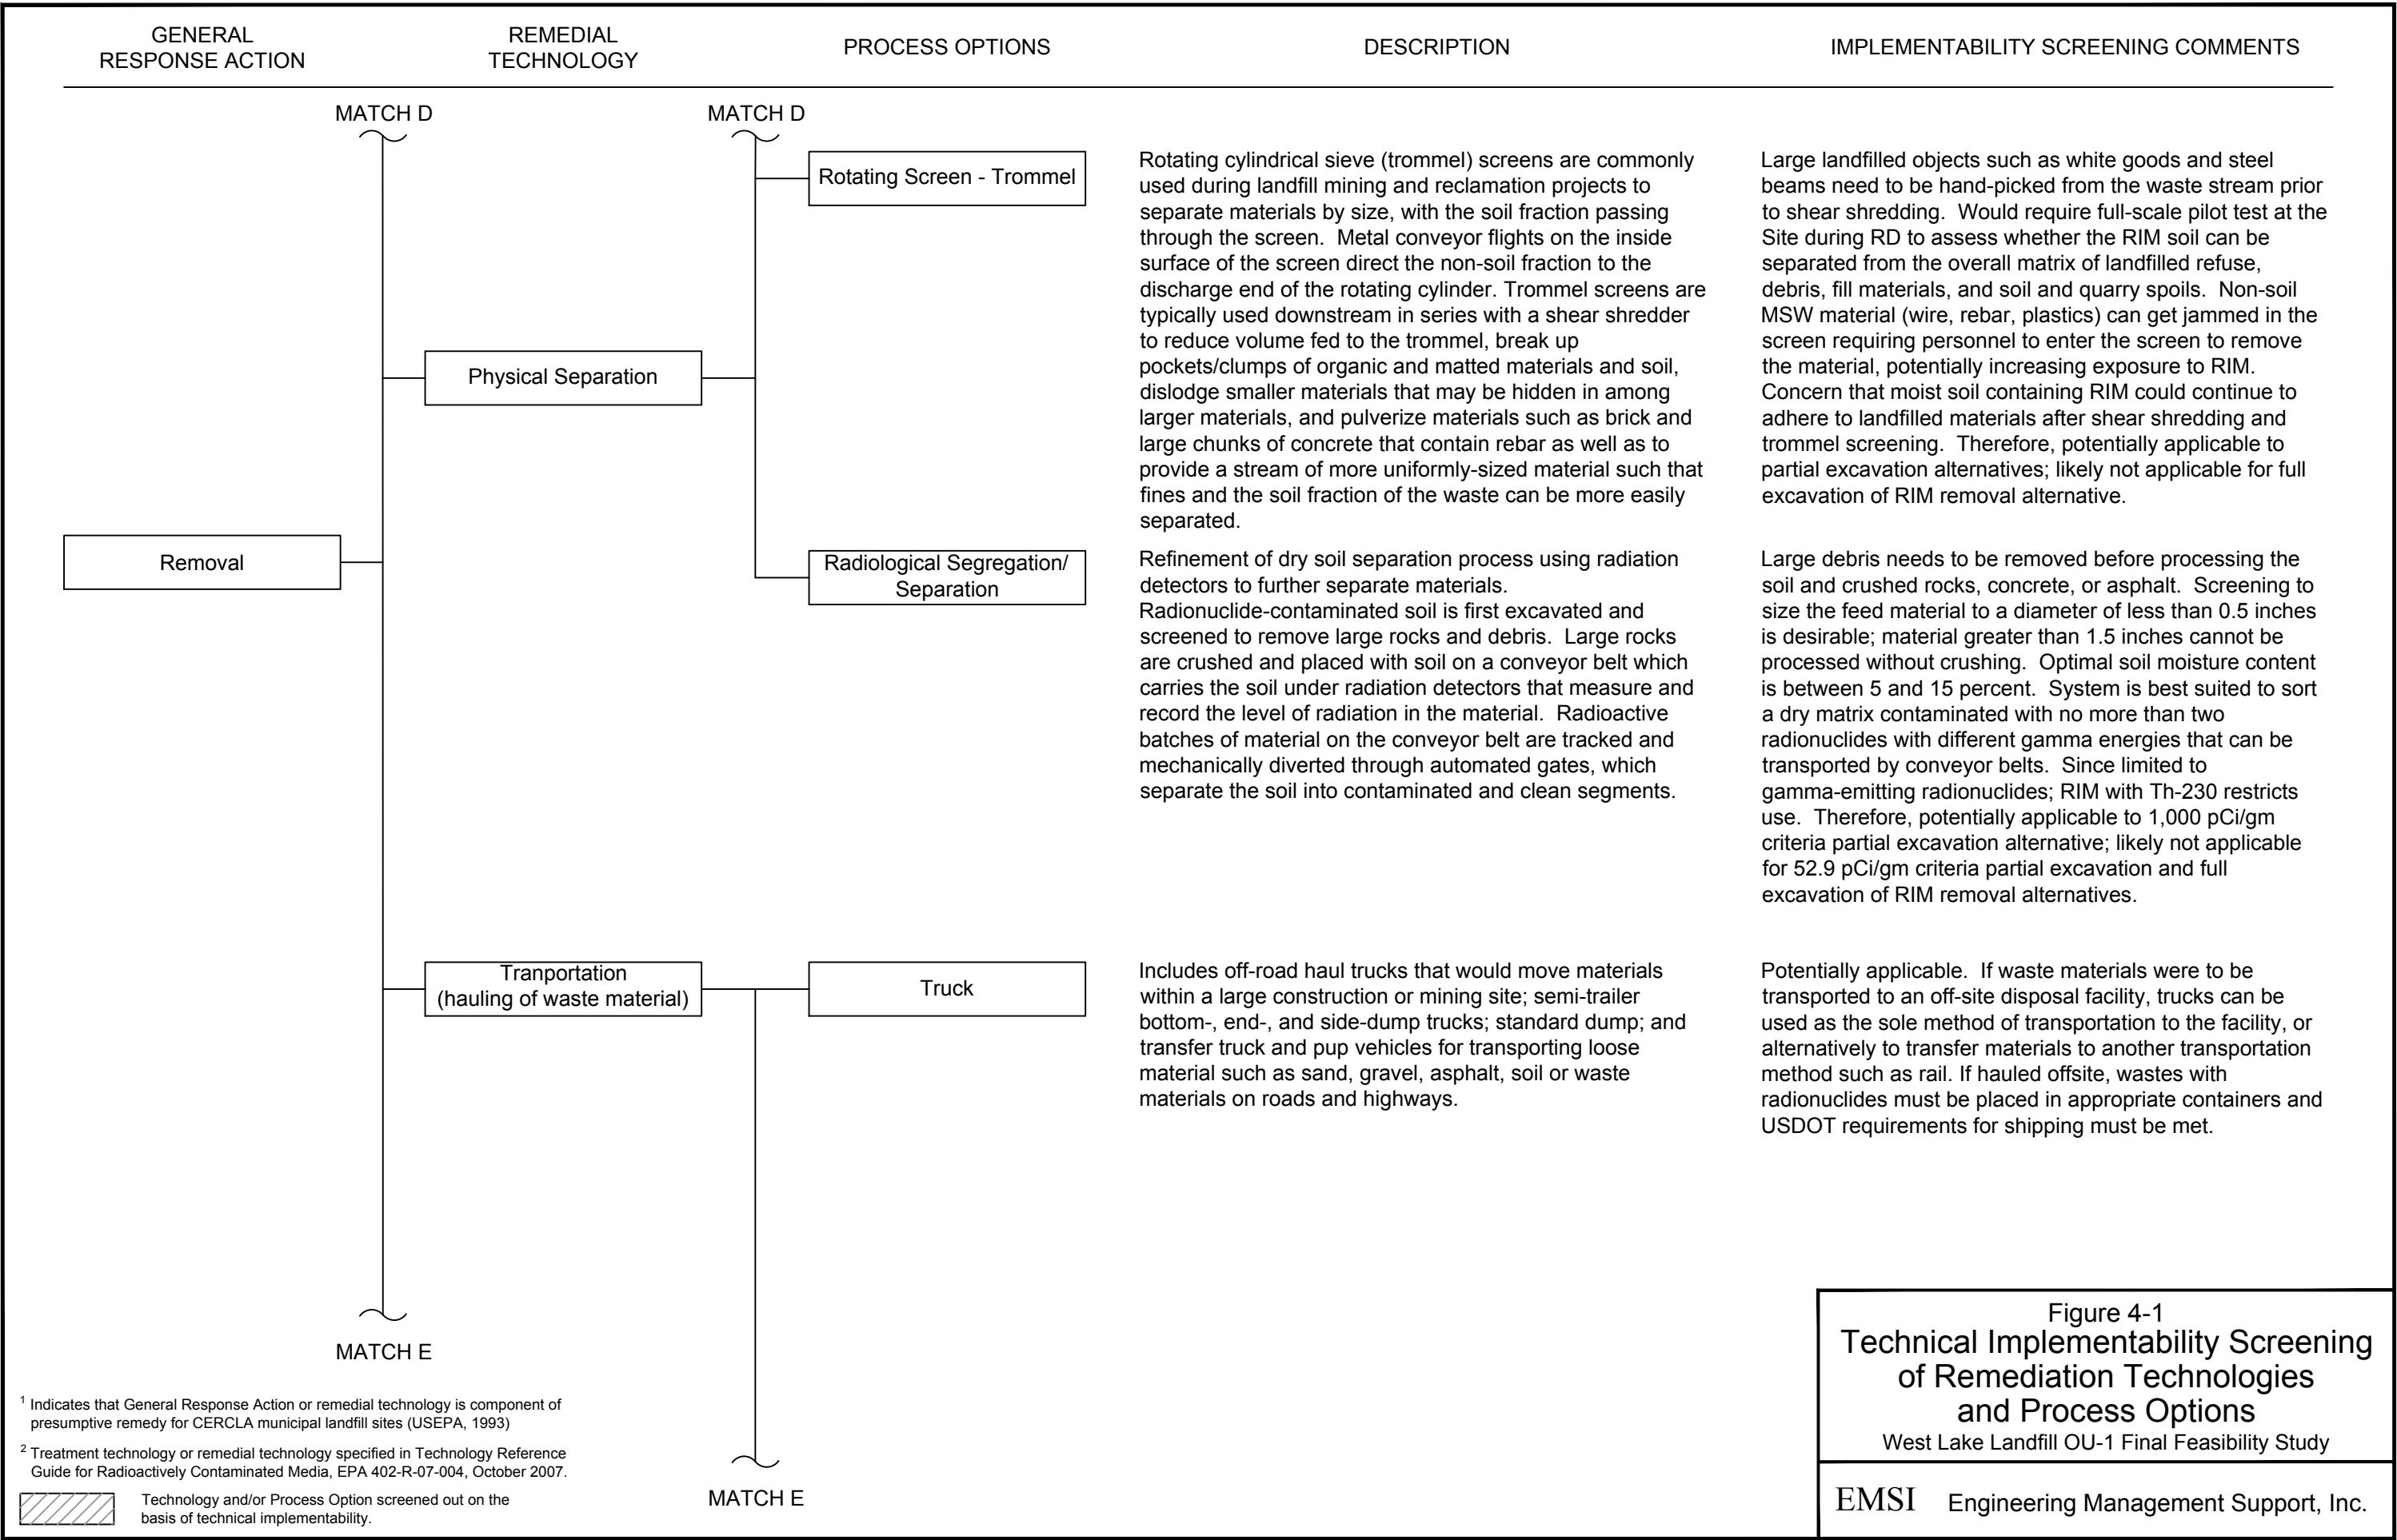 GENERAL
RESPONSE ACTION
REMEDIAL
TECHNOLOGY
PROCESS OPTIONS
DESCRIPTION
IMPLEMENTABILITY SCREENING COMMENTS
MATCH D
MATCH D
Rotating Screen - Trommel
Rotating cylindrical sieve (trommel) screens are commonly
used during landfill mining and reclamation projects to
separate materials by size, with the soil fraction passing
through the screen.  Metal conveyor flights on the inside
surface of the screen direct the non-soil fraction to the
discharge end of the rotating cylinder. Trommel screens are
typically used downstream in series with a shear shredder
to reduce volume fed to the trommel, break up
pockets/clumps of organic and matted materials and soil,
dislodge smaller materials that may be hidden in among
larger materials, and pulverize materials such as brick and
large chunks of concrete that contain rebar as well as to
provide a stream of more uniformly-sized material such that
fines and the soil fraction of the waste can be more easily
separated.
Large landfilled objects such as white goods and steel
beams need to be hand-picked from the waste stream prior
to shear shredding.  Would require full-scale pilot test at the
Site during RD to assess whether the RIM soil can be
separated from the overall matrix of landfilled refuse,
debris, fill materials, and soil and quarry spoils.  Non-soil
MSW material (wire, rebar, plastics) can get jammed in the
screen requiring personnel to enter the screen to remove
the material, potentially increasing exposure to RIM.
Concern that moist soil containing RIM could continue to
adhere to landfilled materials after shear shredding and
trommel screening.  Therefore, potentially applicable to
partial excavation alternatives; likely not applicable for full
excavation of RIM removal alternative.
Physical Separation
Removal
Radiological Segregation/
Separation
Refinement of dry soil separation process using radiation
detectors to further separate materials.
Radionuclide-contaminated soil is first excavated and
screened to remove large rocks and debris.  Large rocks
are crushed and placed with soil on a conveyor belt which
carries the soil under radiation detectors that measure and
record the level of radiation in the material.  Radioactive
batches of material on the conveyor belt are tracked and
mechanically diverted through automated gates, which
separate the soil into contaminated and clean segments.
Large debris needs to be removed before processing the
soil and crushed rocks, concrete, or asphalt.  Screening to
size the feed material to a diameter of less than 0.5 inches
is desirable; material greater than 1.5 inches cannot be
processed without crushing.  Optimal soil moisture content
is between 5 and 15 percent.  System is best suited to sort
a dry matrix contaminated with no more than two
radionuclides with different gamma energies that can be
transported by conveyor belts.  Since limited to
gamma-emitting radionuclides; RIM with Th-230 restricts
use.  Therefore, potentially applicable to 1,000 pCi/gm
criteria partial excavation alternative; likely not applicable
for 52.9 pCi/gm criteria partial excavation and full
excavation of RIM removal alternatives.
Tranportation
(hauling of waste material)
Truck
Includes off-road haul trucks that would move materials
within a large construction or mining site; semi-trailer
bottom-, end-, and side-dump trucks; standard dump; and
transfer truck and pup vehicles for transporting loose
material such as sand, gravel, asphalt, soil or waste
materials on roads and highways.
Potentially applicable.  If waste materials were to be
transported to an off-site disposal facility, trucks can be
used as the sole method of transportation to the facility, or
alternatively to transfer materials to another transportation
method such as rail. If hauled offsite, wastes with
radionuclides must be placed in appropriate containers and
USDOT requirements for shipping must be met.
MATCH E
MATCH E
1 Indicates that General Response Action or remedial technology is component of
presumptive remedy for CERCLA municipal landfill sites (USEPA, 1993)
2 Treatment technology or remedial technology specified in Technology Reference
Guide for Radioactively Contaminated Media, EPA 402-R-07-004, October 2007.
Technology and/or Process Option screened out on the
basis of technical implementability.
Figure 4-1
Technical Implementability Screening
of Remediation Technologies
and Process Options
West Lake Landfill OU-1 Final Feasibility Study
EMSI Engineering Management Support, Inc.